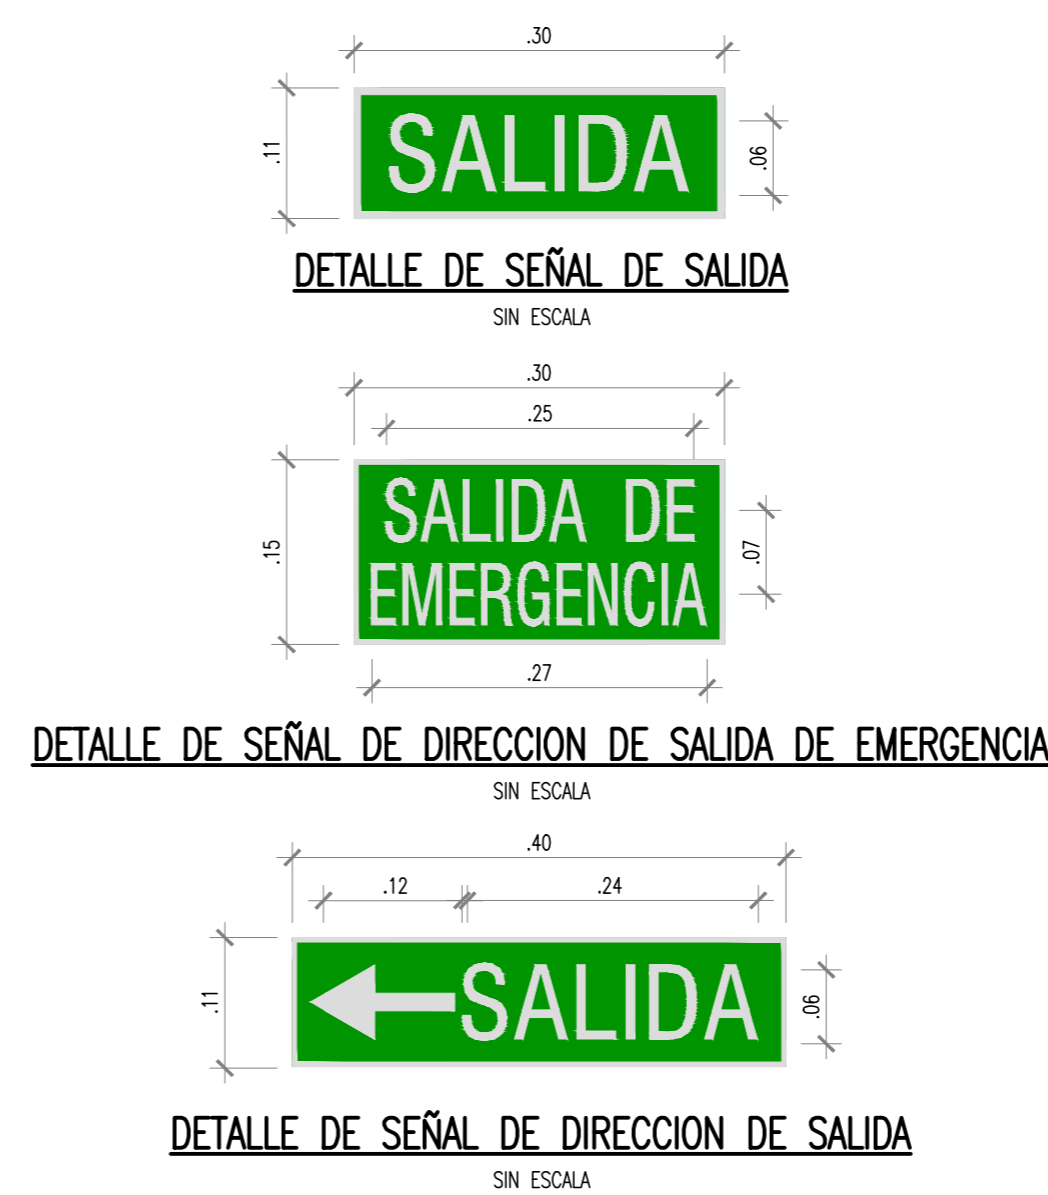 .30
.11
SALIDA
.06
DETALLE DE SEÑAL DE SALIDA
SIN ESCALA
.30
.25
.15
SALIDA DE
EMERGENCIA
.07
.27
DETALLE DE SEÑAL DE DIRECCION DE SALIDA DE EMERGENCIA
SIN ESCALA
.40
.12
.24
.11
SALIDA
.06
DETALLE DE SEÑAL DE DIRECCION DE SALIDA
SIN ESCALA